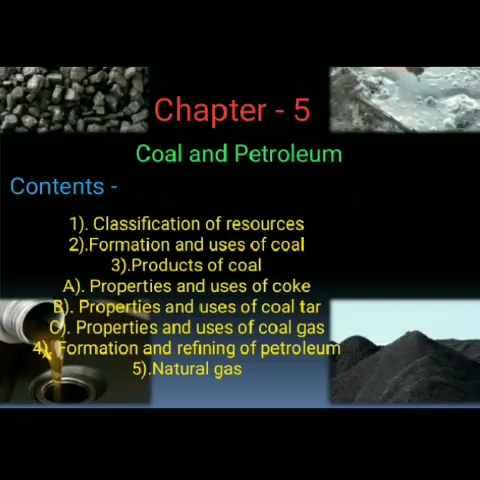 Chapter - 5
Coal and Petroleum
Contents -
1). Classification of resources
2).Formation and uses of coal
3).Products of coal
A). Properties and uses of coke
B). Properties and uses of coal tar
C). Properties and uses of coal gas
4). Formation and refining of petroleum
5).Natural gas